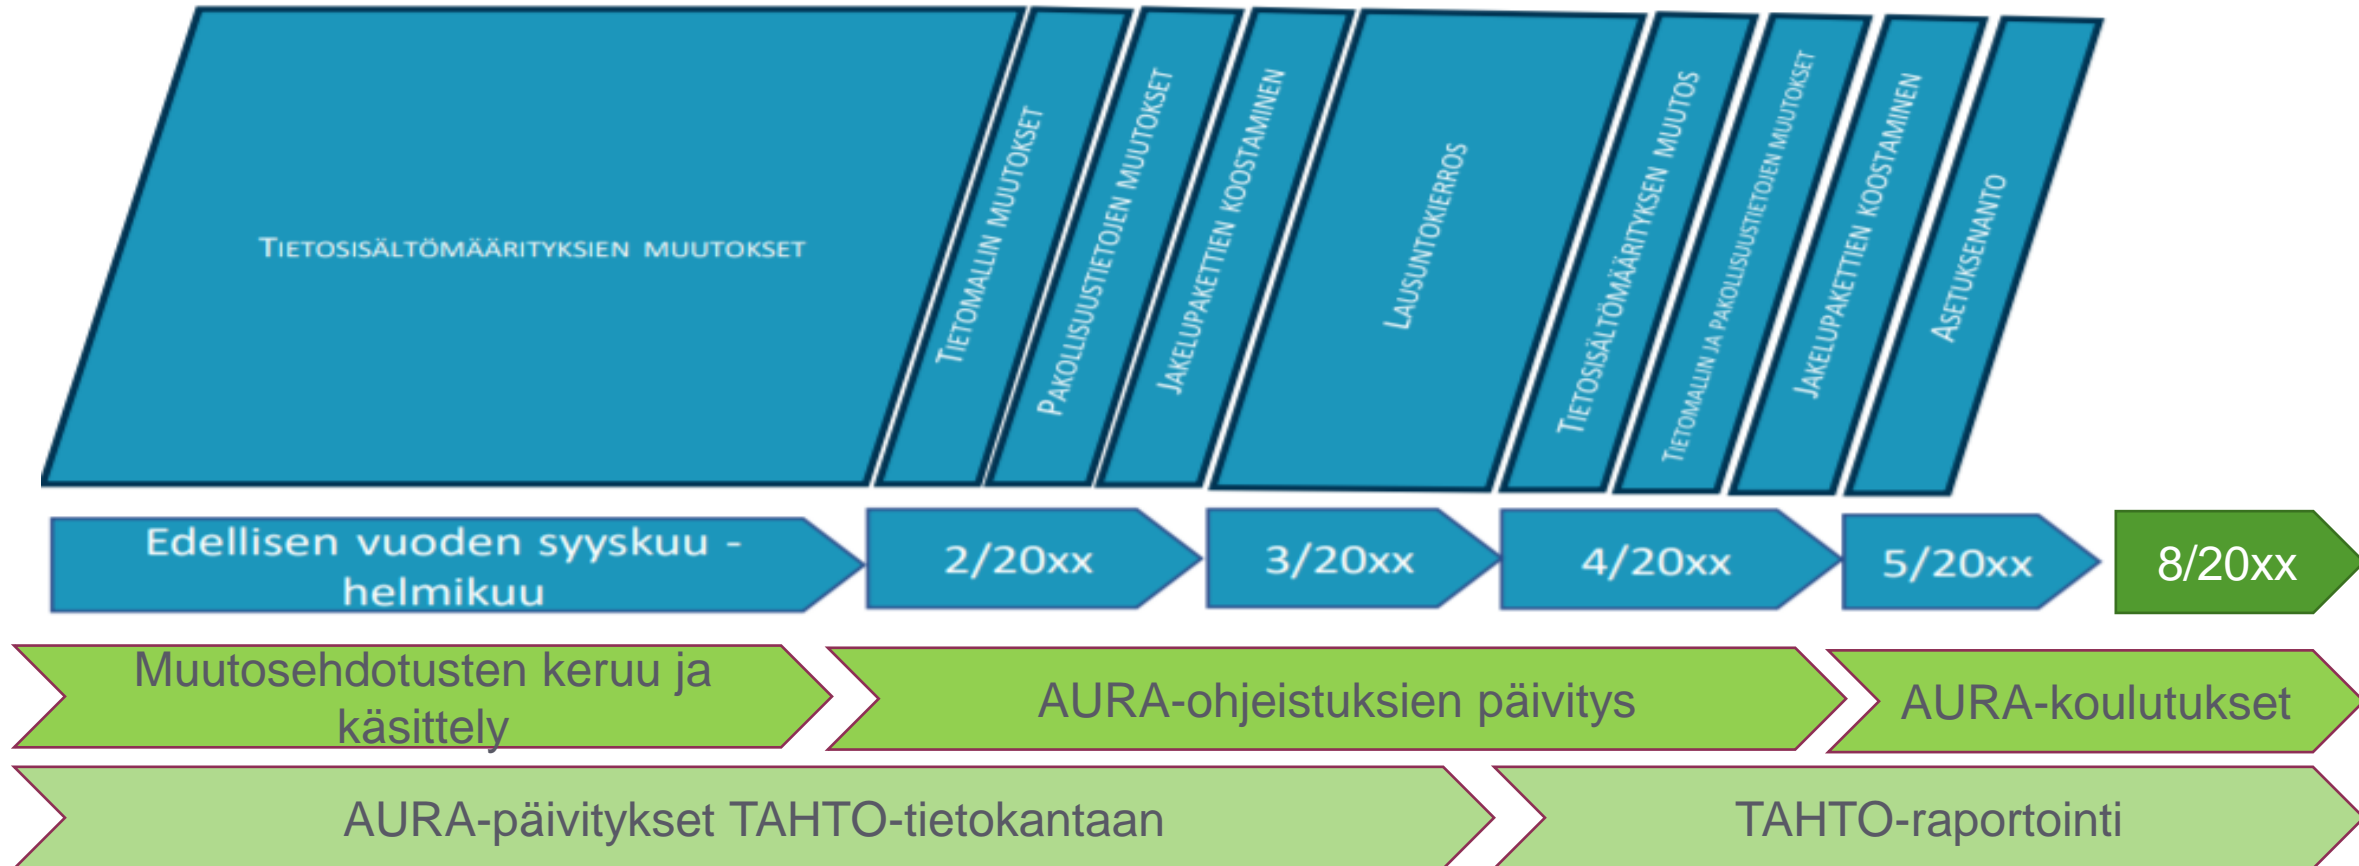 TIETOSISÄLTÖMÄÄRITYKSIEN MUUTOKSET
TIETOMALLIN MUUTOKSET
PAKOLLISUUSTIETOJEN MUUTOKSET
JAKELUPAKETTIEN KOOSTAMINEN
LAUSUNTOKIERROS
TIETOSISÄLTÖMÄÄRITYKSEN MUUTOS
TIETOMALLIN JA PAKOLLISUUSTIETOJEN MUUTOKSET
JAKELUPAKETTIEN KOOSTAMINEN
ASETUKSENANTO
Edellisen vuoden syyskuu -
helmikuu
2/20xx
3/20xx
4/20xx
5/20xx
8/20xx
Muutosehdotusten keruu ja
käsittely
AURA-ohjeistuksien päivitys
AURA-koulutukset
AURA-päivitykset TAHTO-tietokantaan
TAHTO-raportointi